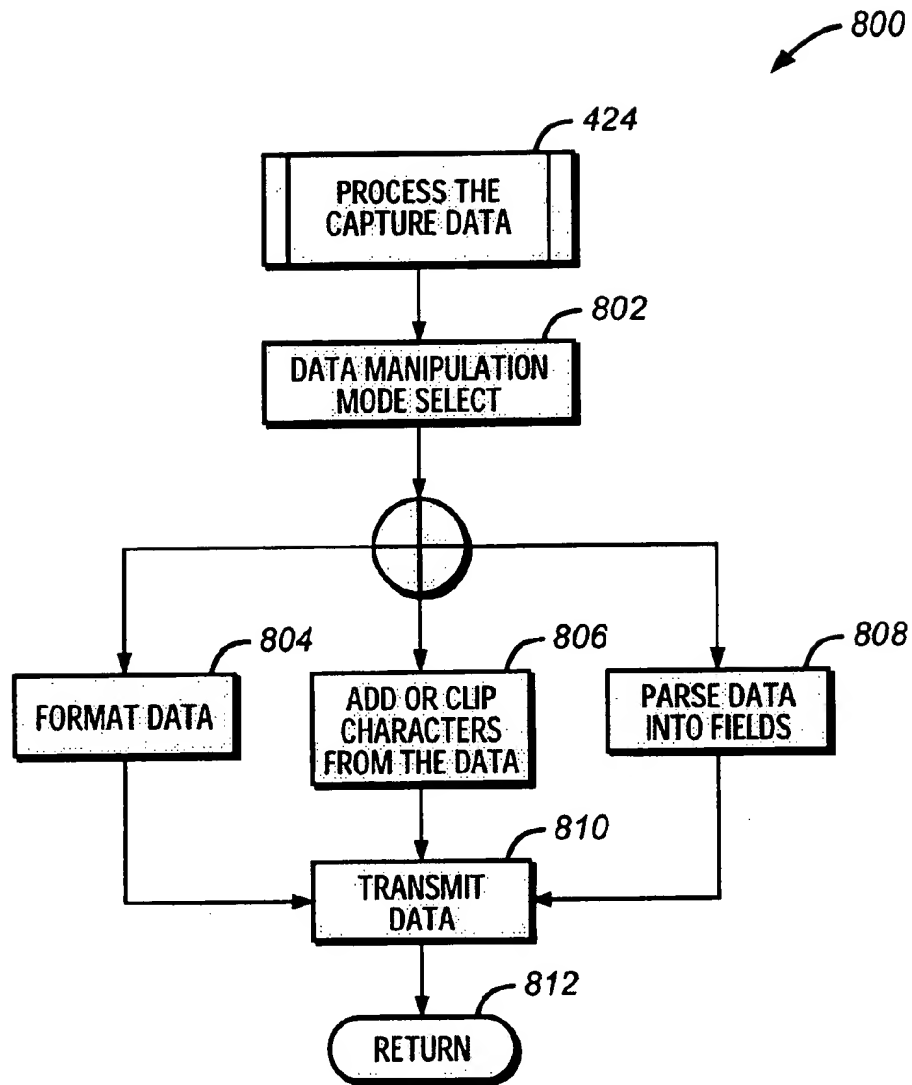 800
424
PROCESS THE
CAPTURE DATA
802
DATA MANIPULATION
MODE SELECT
804
FORMAT DATA
806
ADD OR CLIP
CHARACTERS
FROM THE DATA
808
PARSE DATA
INTO FIELDS
810
TRANSMIT
DATA
812
RETURN